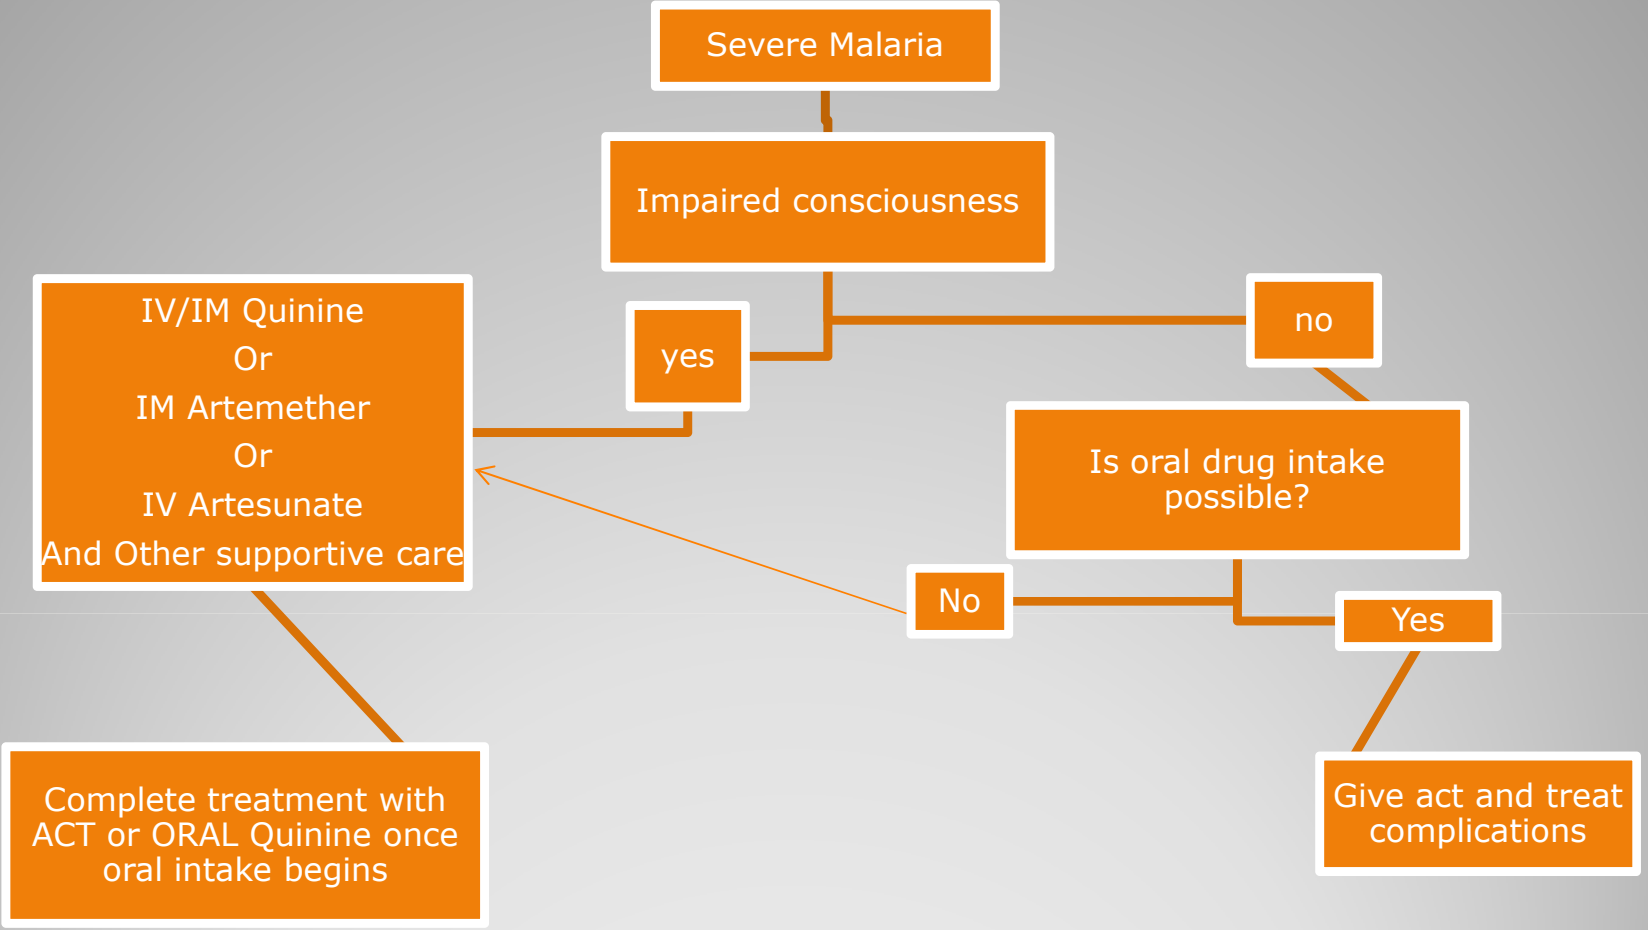 Severe Malaria
Impaired consciousness
yes
no
IV/IM Quinine
Or
IM Artemether
Or
IV Artesunate
And Other supportive care
Is oral drug intake
possible?
No
Yes
Complete treatment with
ACT or ORAL Quinine once
oral intake begins
Give act and treat
complications